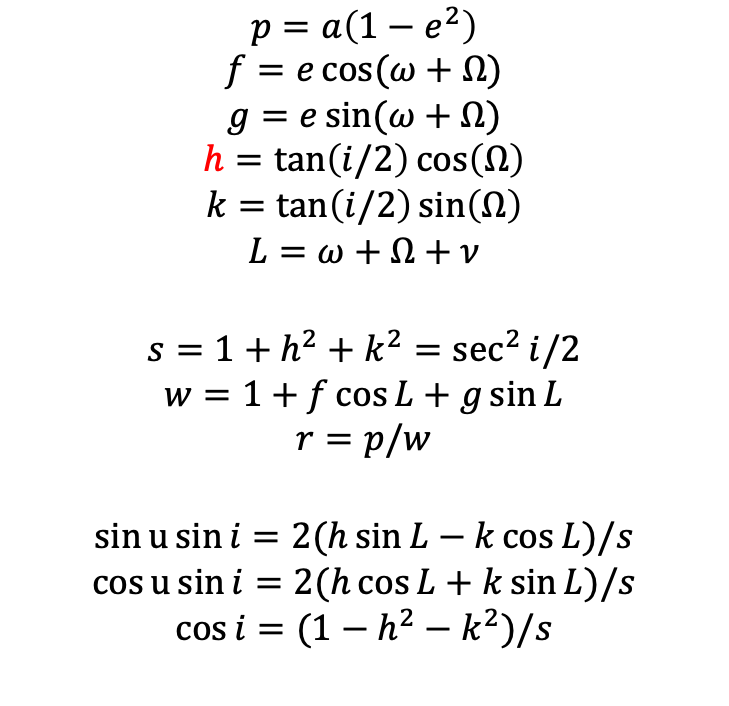 p = a(1 − e²)
f = e cos(ω + Ω)
g = e sin(ω + Ω)
h = tan(i/2) cos(Ω)
k = tan(i/2) sin(Ω)
L = ω + Ω + ν
s = 1 + h² + k² = sec² i/2
w = 1 + f cos L + g sin L
r = p/w
sin u sin i = 2(h sin L − k cos L)/s
cos u sin i = 2(h cos L + k sin L)/s
cos i = (1 − h² − k²)/s